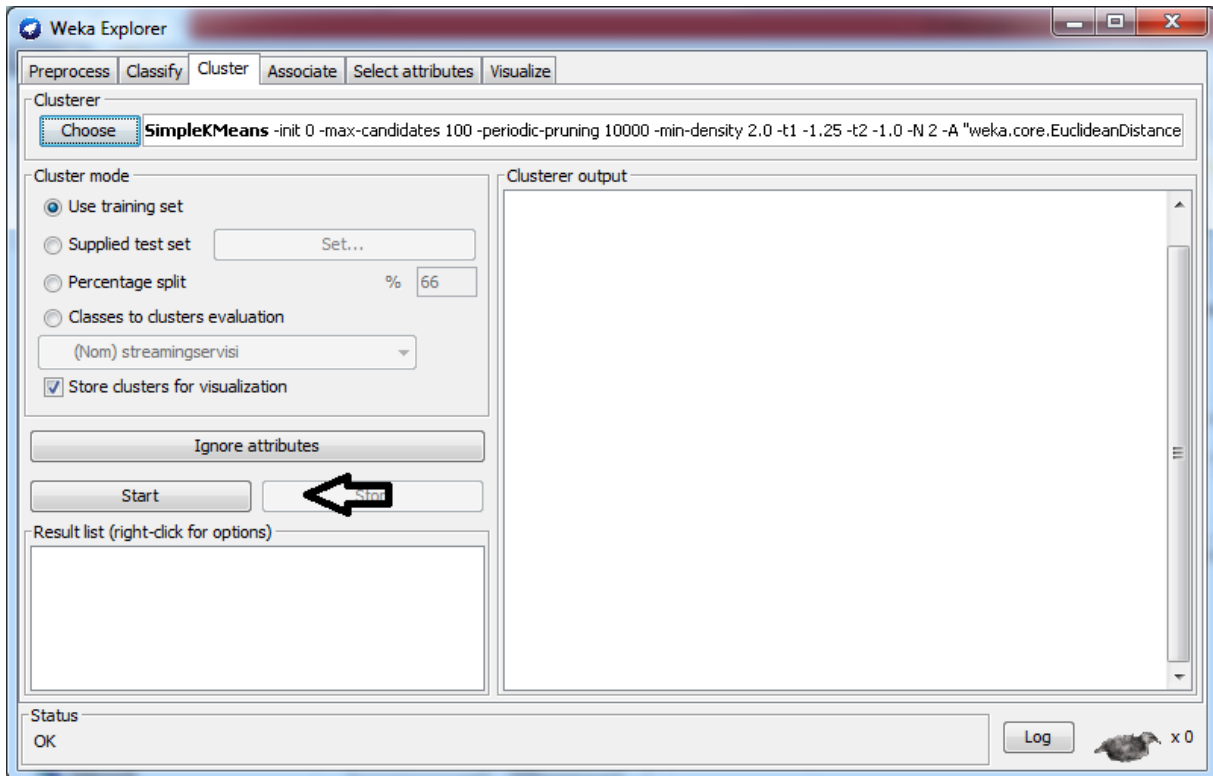 Weka Explorer
Preprocess Classify Cluster Associate Select attributes Visualize
Clusterer
Choose SimpleKMeans -init 0 -max-candidates 100 -periodic-pruning 10000 -min-density 2.0 -t1 -1.25 -t2 -1.0 -N 2 -A "weka.core.EuclideanDistance
Cluster mode
Use training set
Supplied test set Set...
Percentage split % 66
Classes to clusters evaluation
(Nom) streamingservisi
Store clusters for visualization
Ignore attributes
Start
Result list (right-click for options)
Clusterer output
Status
OK
Log x 0